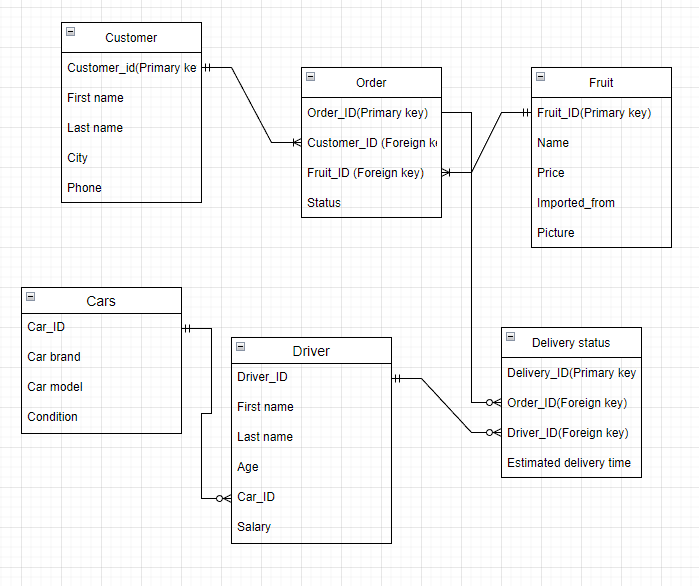 Customer
Customer_id(Primary ke
First name
Last name
City
Phone
Order
Order_ID(Primary key)
Customer_ID (Foreign k
Fruit_ID (Foreign key)
Status
Fruit
Fruit_ID(Primary key)
Name
Price
Imported_from
Picture
Cars
Car_ID
Car brand
Car model
Condition
Driver
Driver_ID
First name
Last name
Age
Car_ID
Salary
Delivery status
Delivery_ID(Primary key
Order_ID(Foreign key)
Driver_ID(Foreign key)
Estimated delivery time